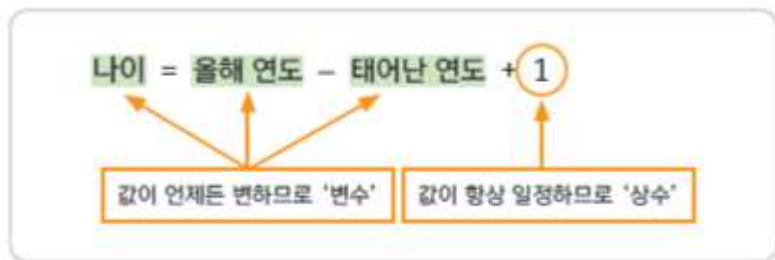 나이 = 올해 연도 – 태어난 연도 + 1
값이 언제든 변하므로 ‘변수’ 값이 항상 일정하므로 ‘상수’